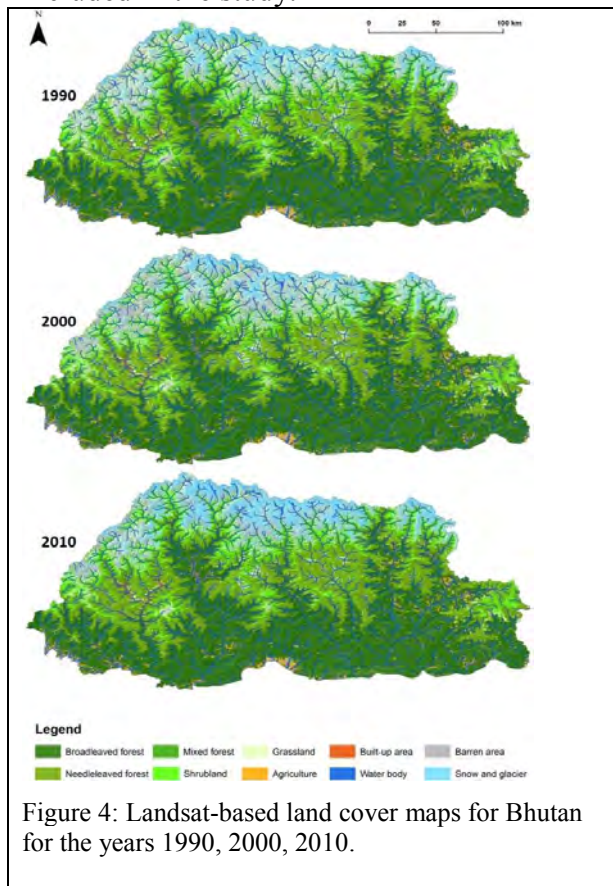 N
0 25 50 100 km
1990
2000
2010
Legend
Broadleaved forest Mixed forest Grassland Built-up area Barren area
Needleleaved forest Shrubland Agriculture Water body Snow and glacier
Figure 4: Landsat-based land cover maps for Bhutan
for the years 1990, 2000, 2010.